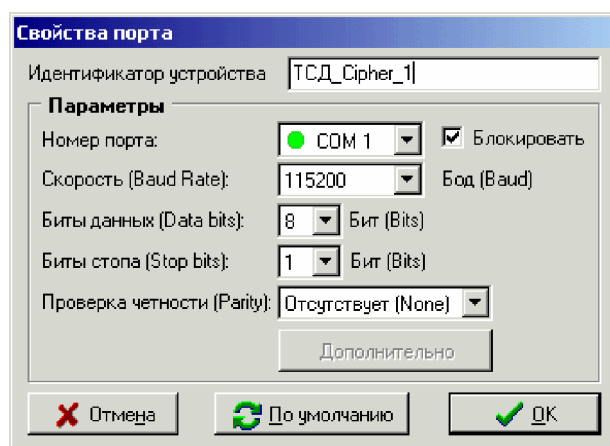 Свойства порта
Идентификатор устройства ТСД_Cipher_1
Параметры
Номер порта: COM 1 Блокировать
Скорость (Baud Rate): 115200 Бод (Baud)
Биты данных (Data bits): 8 Бит (Bits)
Биты стопа (Stop bits): 1 Бит (Bits)
Проверка четности (Parity): Отсутствует (None)
Дополнительно
Отмена По умолчанию OK